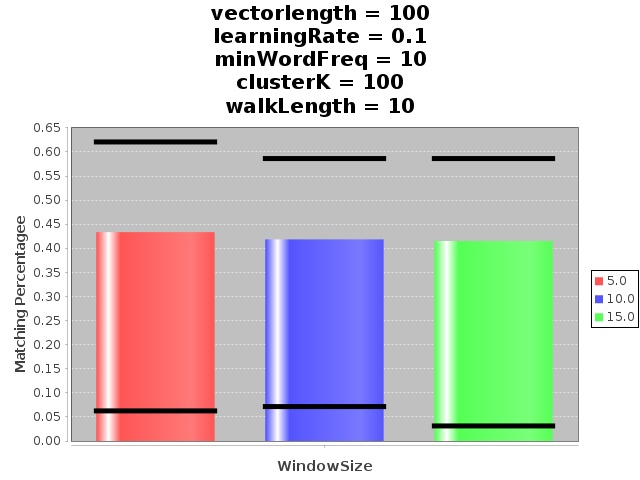 vectorlength = 100
learningRate = 0.1
minWordFreq = 10
clusterK = 100
walkLength = 10
0.65
0.60
0.55
0.50
0.45
0.40
0.35
0.30
0.25
0.20
0.15
0.10
0.05
0.00
Matching Percentagee
WindowSize
5.0
10.0
15.0